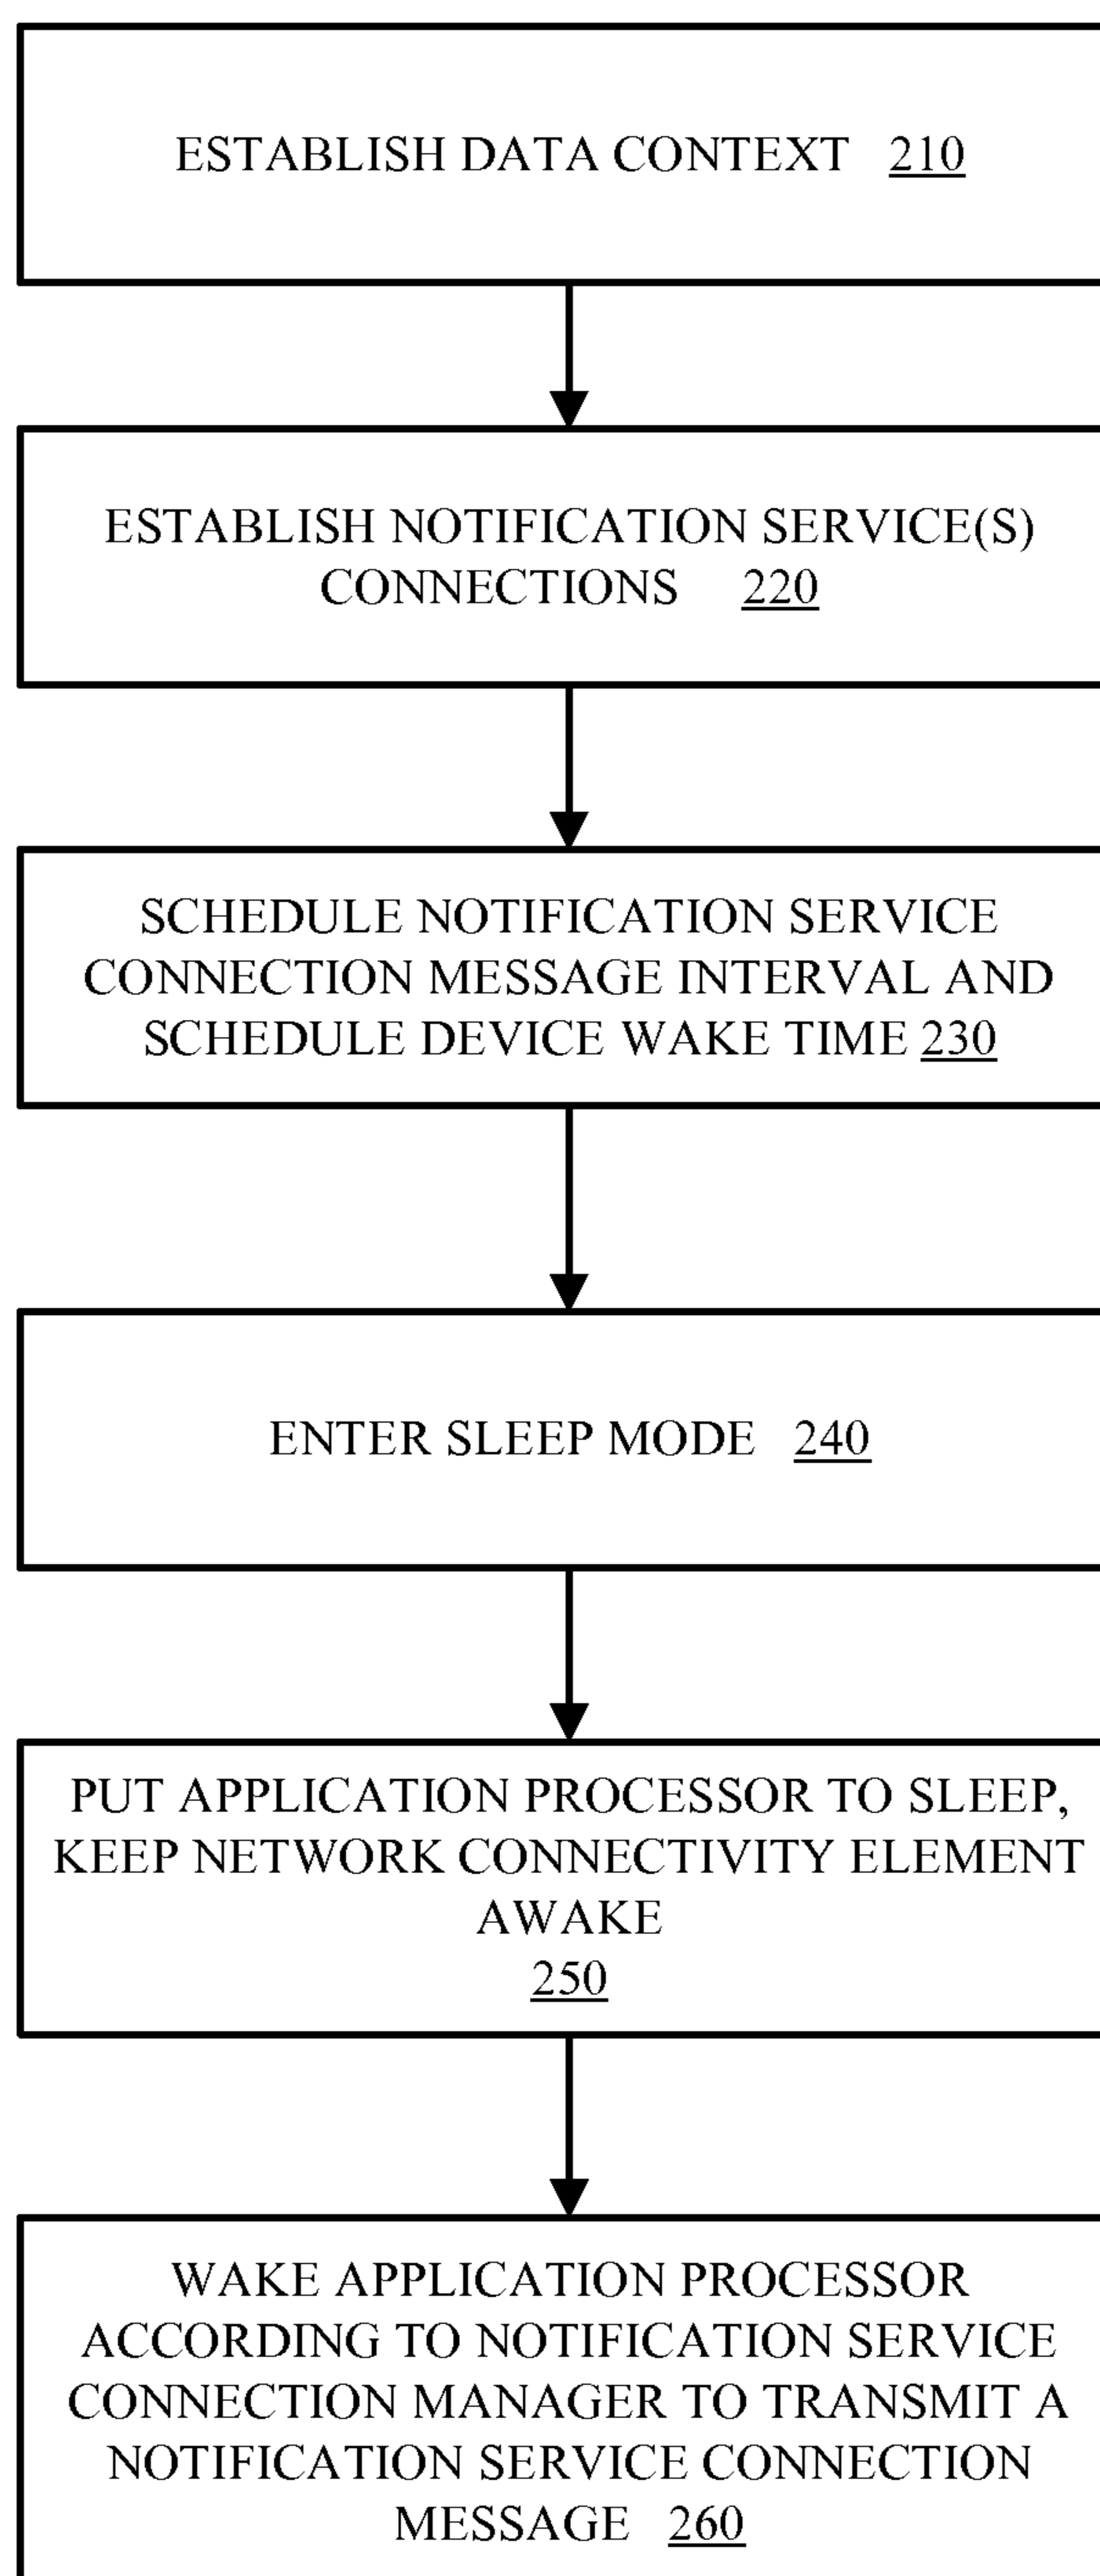 ESTABLISH DATA CONTEXT 210
ESTABLISH NOTIFICATION SERVICE(S)
CONNECTIONS 220
SCHEDULE NOTIFICATION SERVICE
CONNECTION MESSAGE INTERVAL AND
SCHEDULE DEVICE WAKE TIME 230
ENTER SLEEP MODE 240
PUT APPLICATION PROCESSOR TO SLEEP,
KEEP NETWORK CONNECTIVITY ELEMENT
AWAKE
250
WAKE APPLICATION PROCESSOR
ACCORDING TO NOTIFICATION SERVICE
CONNECTION MANAGER TO TRANSMIT A
NOTIFICATION SERVICE CONNECTION
MESSAGE 260